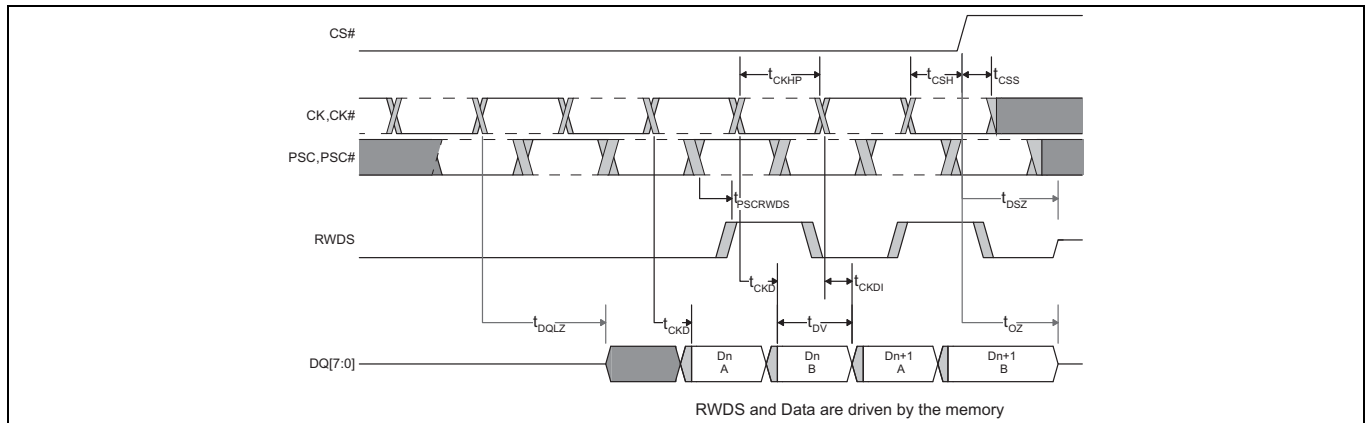 CS#
tCKHP
tCSH
tCSS
CK,CK#
PSC,PSC#
tPSCRWDS
tDSZ
RWDS
tCKD
tCKDI
tDQLZ
tCKD
tDV
tOZ
DQ[7:0]
Dn
A
Dn
B
Dn+1
A
Dn+1
B
RWDS and Data are driven by the memory